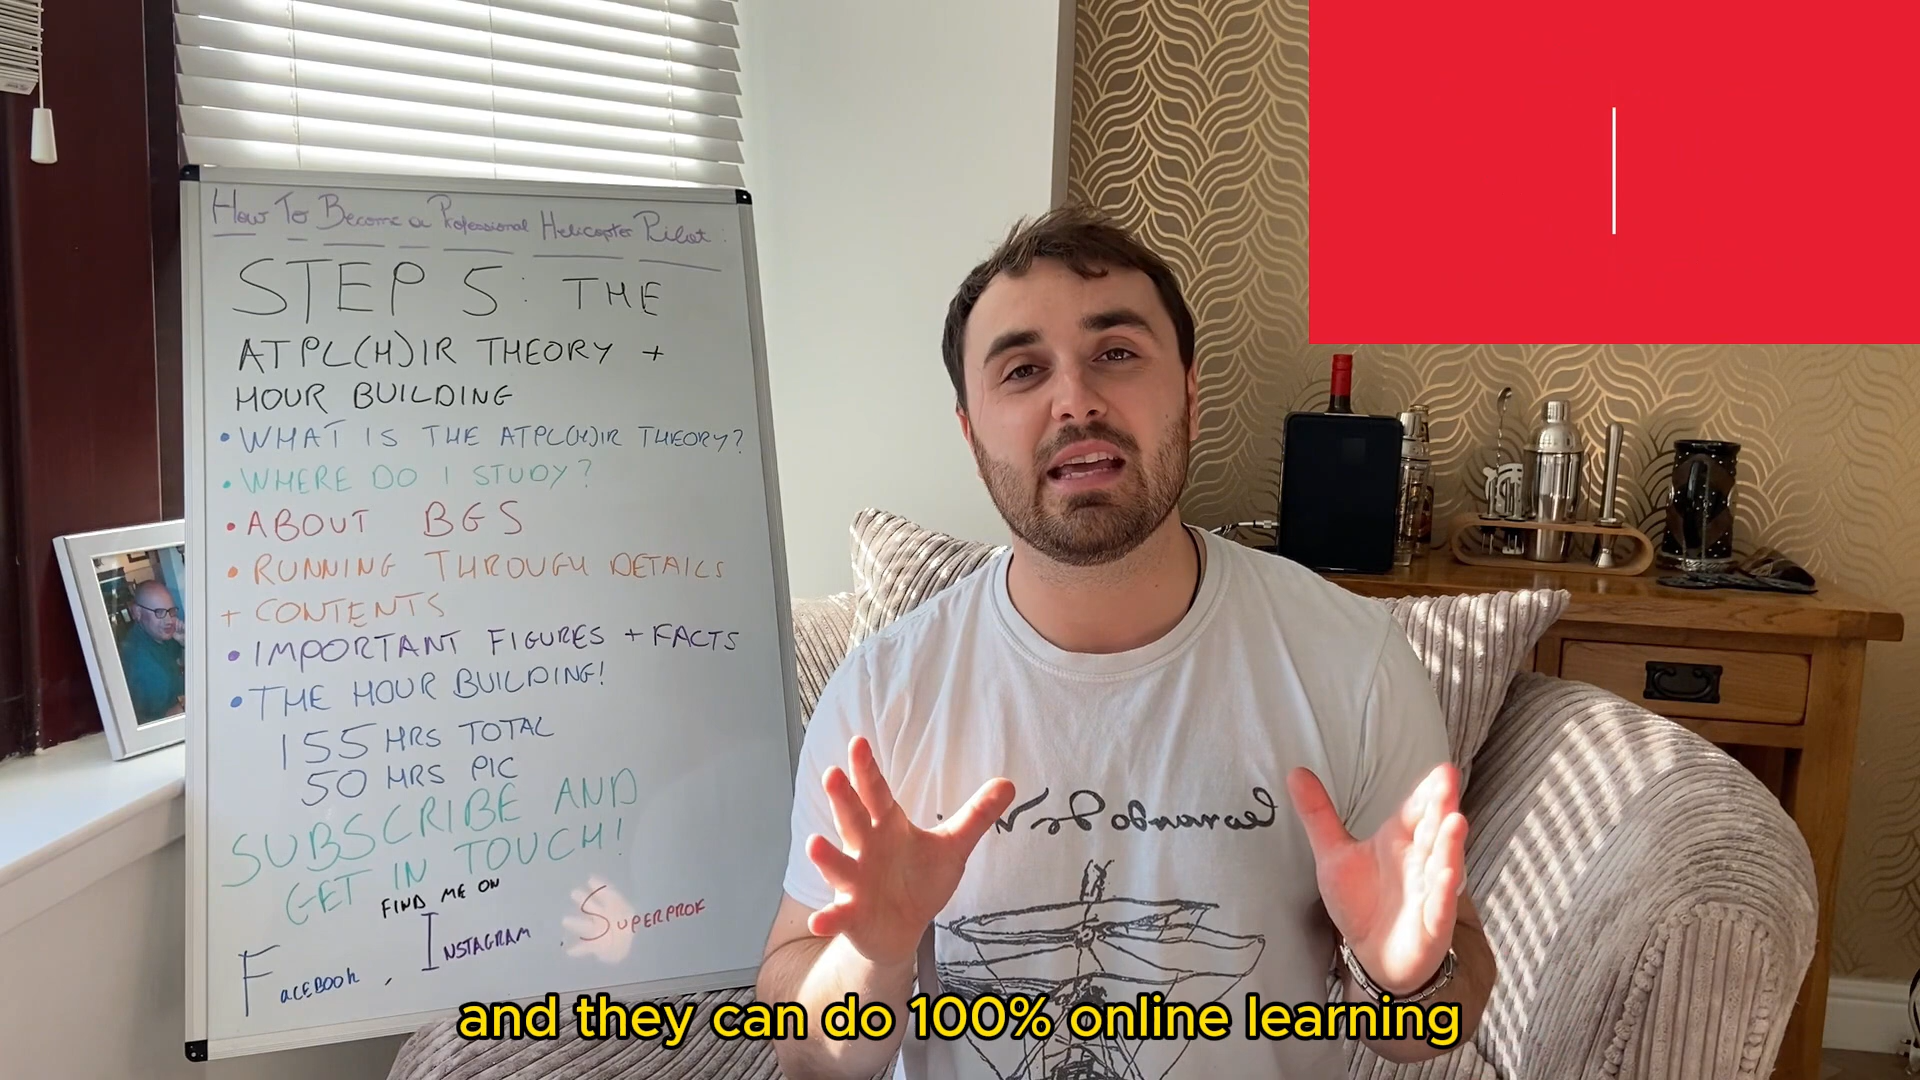 How To Become a Professional Helicopter Pilot:
STEP 5: THE
ATPL(H)IR THEORY +
HOUR BUILDING
• WHAT IS THE ATPL(H)IR THEORY?
• WHERE DO I STUDY?
• ABOUT BGS
• RUNNING THROUGH DETAILS
+ CONTENTS
• IMPORTANT FIGURES + FACTS
• THE HOUR BUILDING!
155 HRS TOTAL
50 HRS PIC
SUBSCRIBE AND
GET IN TOUCH!
FIND ME ON
FACEBOOK, INSTAGRAM, SUPERPROF
Leonardo Da V
and they can do 100% online learning